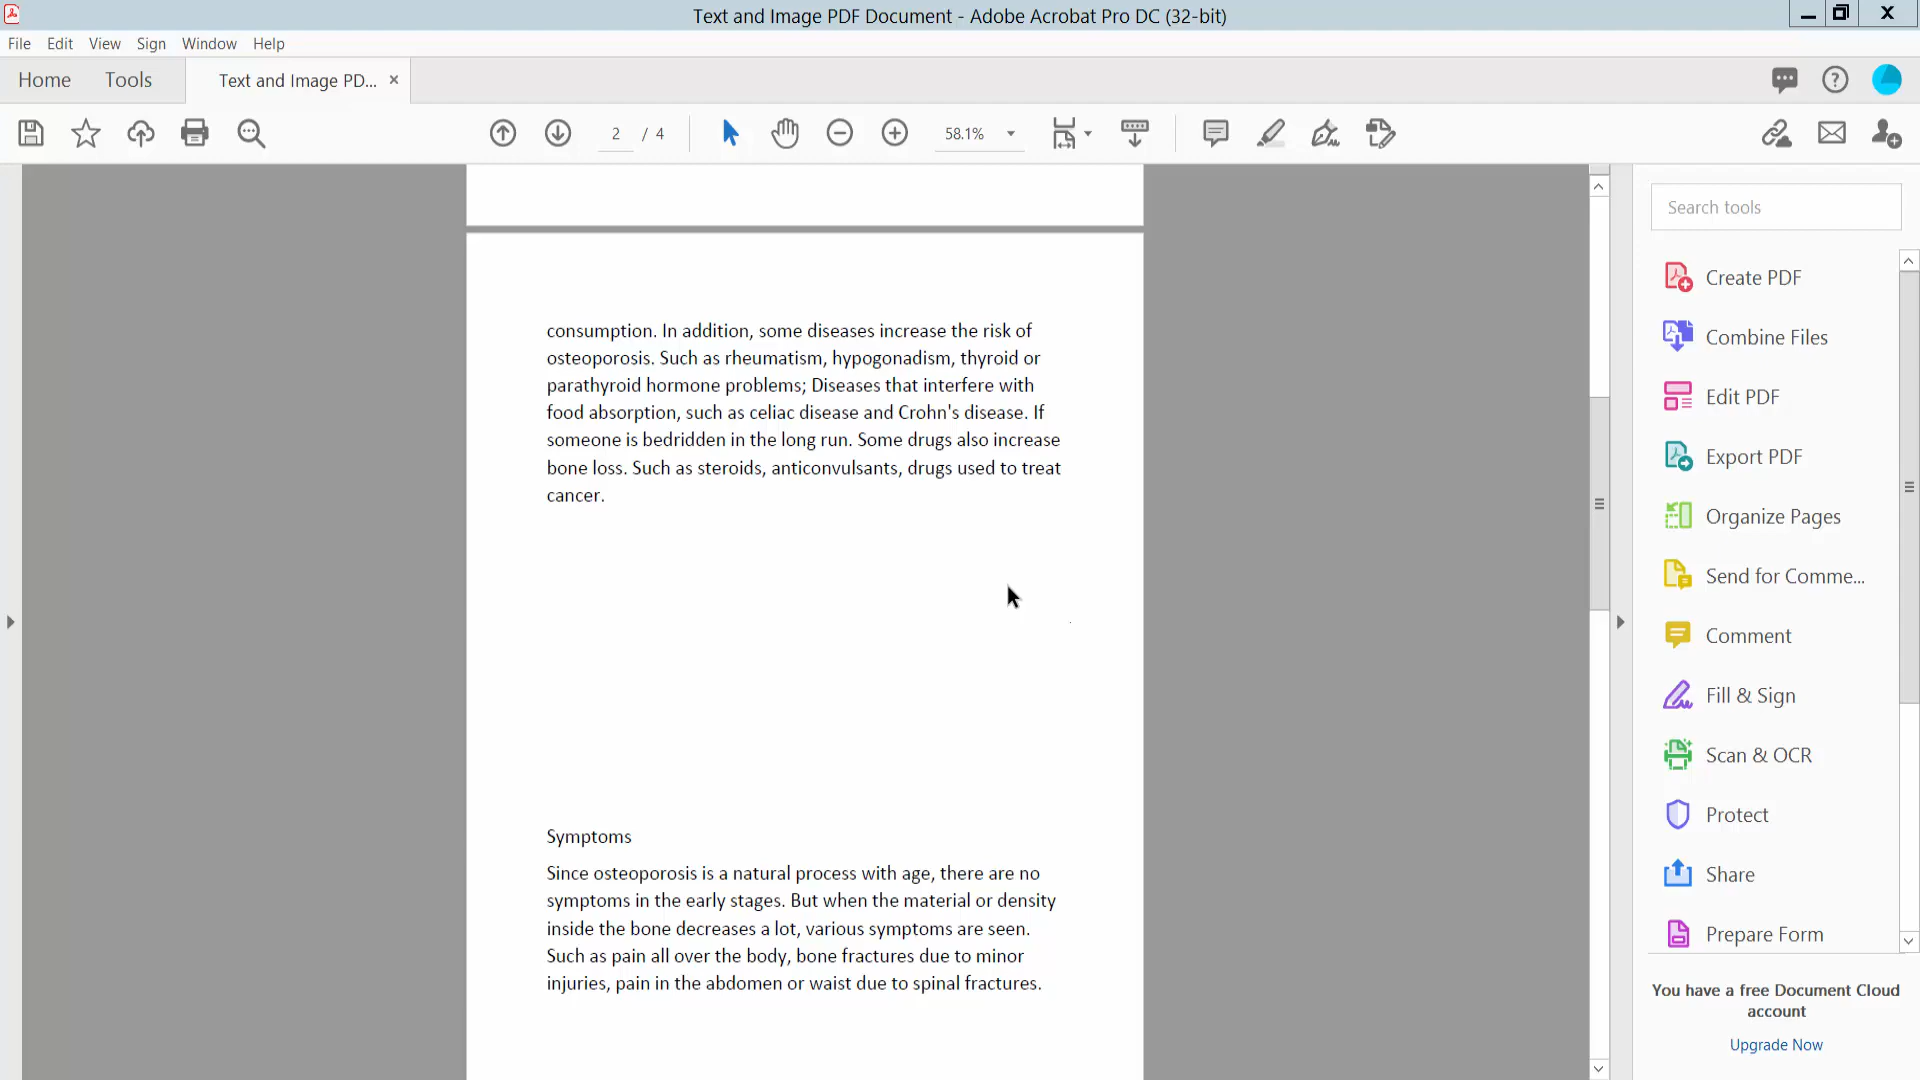 Text and Image PDF Document - Adobe Acrobat Pro DC (32-bit)
File Edit View Sign Window Help
Home Tools Text and Image PD... ×
2 / 4 58.1%
Search tools
Create PDF
Combine Files
Edit PDF
Export PDF
Organize Pages
Send for Comme...
Comment
Fill & Sign
Scan & OCR
Protect
Share
Prepare Form
You have a free Document Cloud
account
Upgrade Now
consumption. In addition, some diseases increase the risk of
osteoporosis. Such as rheumatism, hypogonadism, thyroid or
parathyroid hormone problems; Diseases that interfere with
food absorption, such as celiac disease and Crohn's disease. If
someone is bedridden in the long run. Some drugs also increase
bone loss. Such as steroids, anticonvulsants, drugs used to treat
cancer.
Symptoms
Since osteoporosis is a natural process with age, there are no
symptoms in the early stages. But when the material or density
inside the bone decreases a lot, various symptoms are seen.
Such as pain all over the body, bone fractures due to minor
injuries, pain in the abdomen or waist due to spinal fractures.